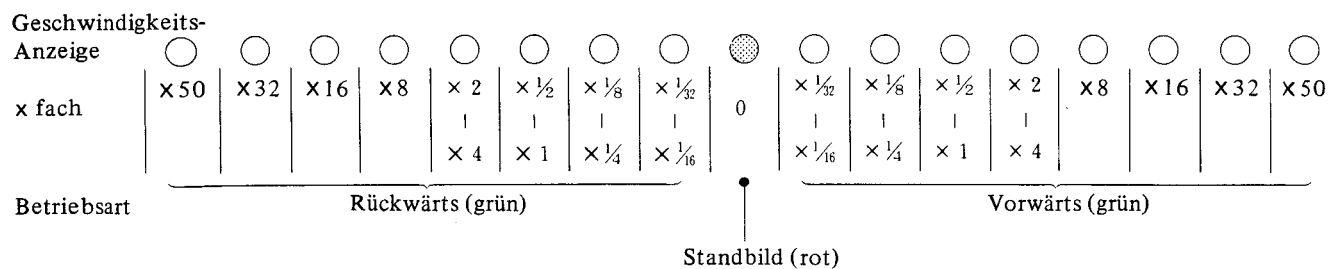 Geschwindigkeits-
Anzeige
x fach ×50 ×32 ×16 ×8 × 2 × ½ × ⅛ × 1/32 0 × 1/32 × ⅛ × ½ × 2 ×8 ×16 ×32 ×50
× 4 × 1 × ¼ × 1/16 × 1/16 × ¼ × 1 × 4
Betriebsart Rückwärts (grün) Vorwärts (grün)
Standbild (rot)